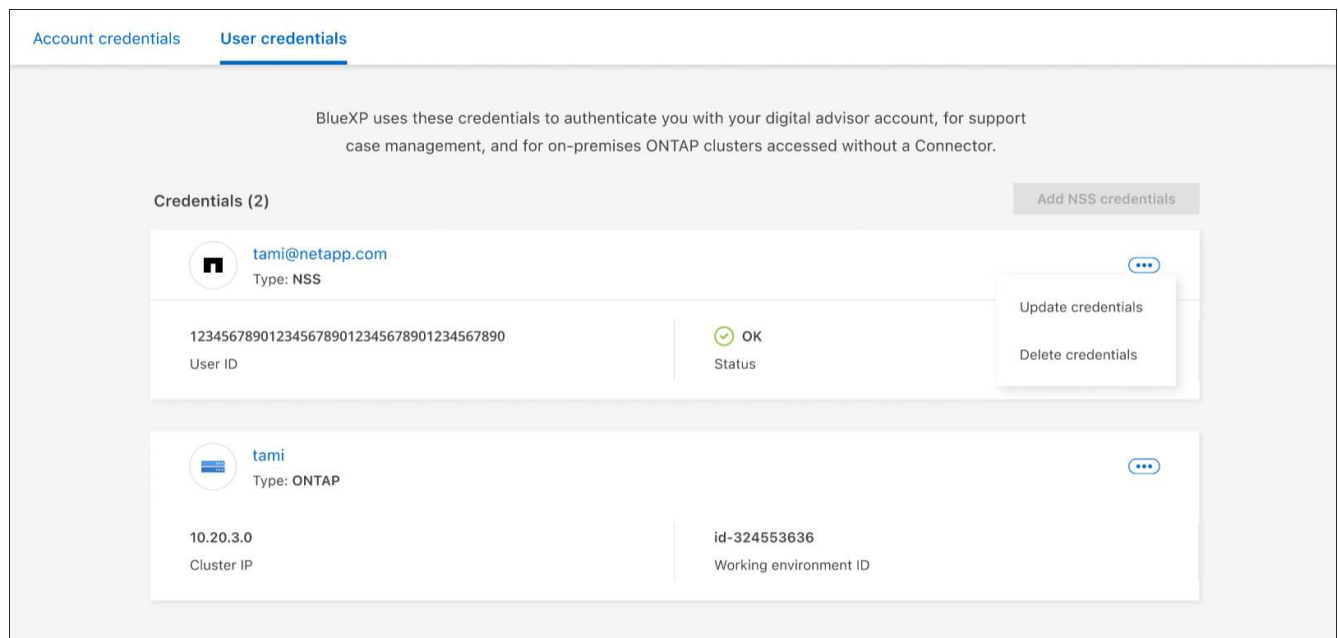 Account credentials
User credentials
BlueXP uses these credentials to authenticate you with your digital advisor account, for support
case management, and for on-premises ONTAP clusters accessed without a Connector.
Credentials (2)
Add NSS credentials
tami@netapp.com
Type: NSS
Update credentials
Delete credentials
1234567890123456789012345678901234567890
User ID
OK
Status
tami
Type: ONTAP
10.20.3.0
Cluster IP
id-324553636
Working environment ID